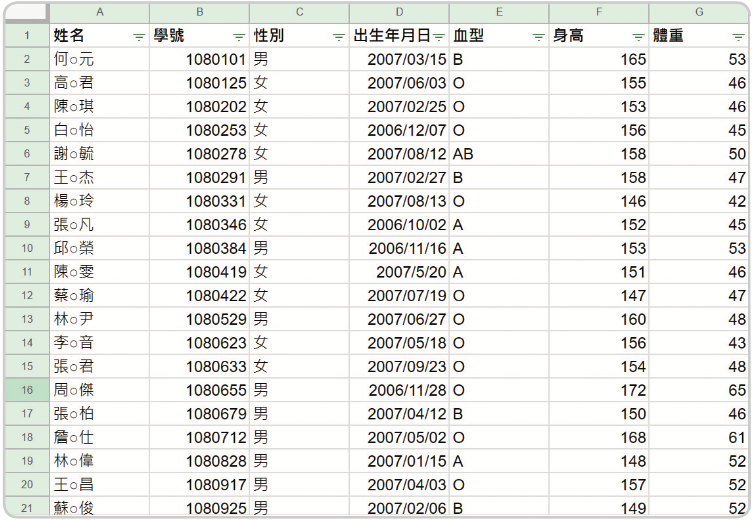 A B C D E F G
1 姓名 學號 性別 出生年月日 血型 身高 體重
2 何○元 1080101 男 2007/03/15 B 165 53
3 高○君 1080125 女 2007/06/03 O 155 46
4 陳○琪 1080202 女 2007/02/25 O 153 46
5 白○怡 1080253 女 2006/12/07 O 156 45
6 謝○毓 1080278 女 2007/08/12 AB 158 50
7 王○杰 1080291 男 2007/02/27 B 158 47
8 楊○玲 1080331 女 2007/08/13 O 146 42
9 張○凡 1080346 女 2006/10/02 A 152 45
10 邱○榮 1080384 男 2006/11/16 A 153 53
11 陳○雯 1080419 女 2007/5/20 A 151 46
12 蔡○瑜 1080422 女 2007/07/19 O 147 47
13 林○尹 1080529 男 2007/06/27 O 160 48
14 李○音 1080623 女 2007/05/18 O 156 43
15 張○君 1080633 女 2007/09/23 O 154 48
16 周○傑 1080655 男 2006/11/28 O 172 65
17 張○柏 1080679 男 2007/04/12 B 150 46
18 詹○仕 1080712 男 2007/05/02 O 168 61
19 林○偉 1080828 男 2007/01/15 A 148 52
20 王○昌 1080917 男 2007/04/03 O 157 52
21 蘇○俊 1080925 男 2007/02/06 B 149 52